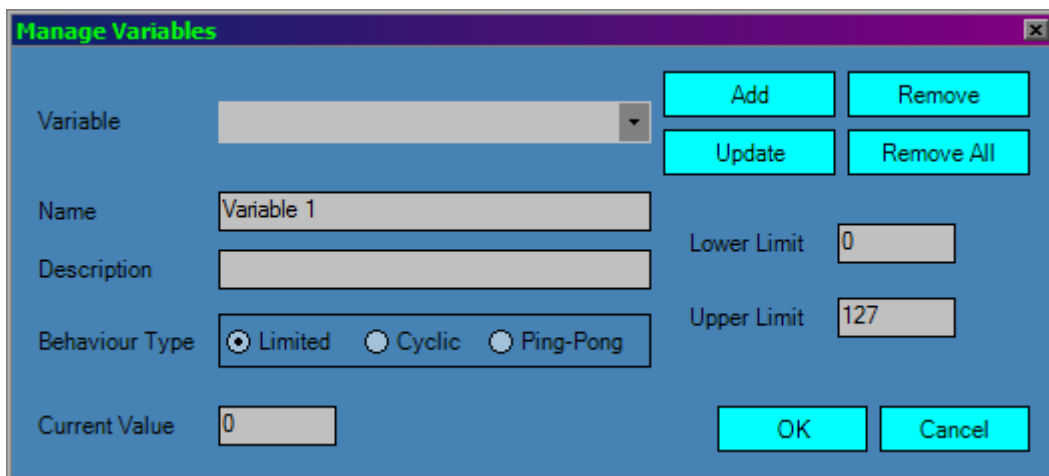 Manage Variables
Variable
Add Remove
Update Remove All
Name Variable 1
Lower Limit 0
Description
Upper Limit 127
Behaviour Type Limited Cyclic Ping-Pong
Current Value 0
OK Cancel